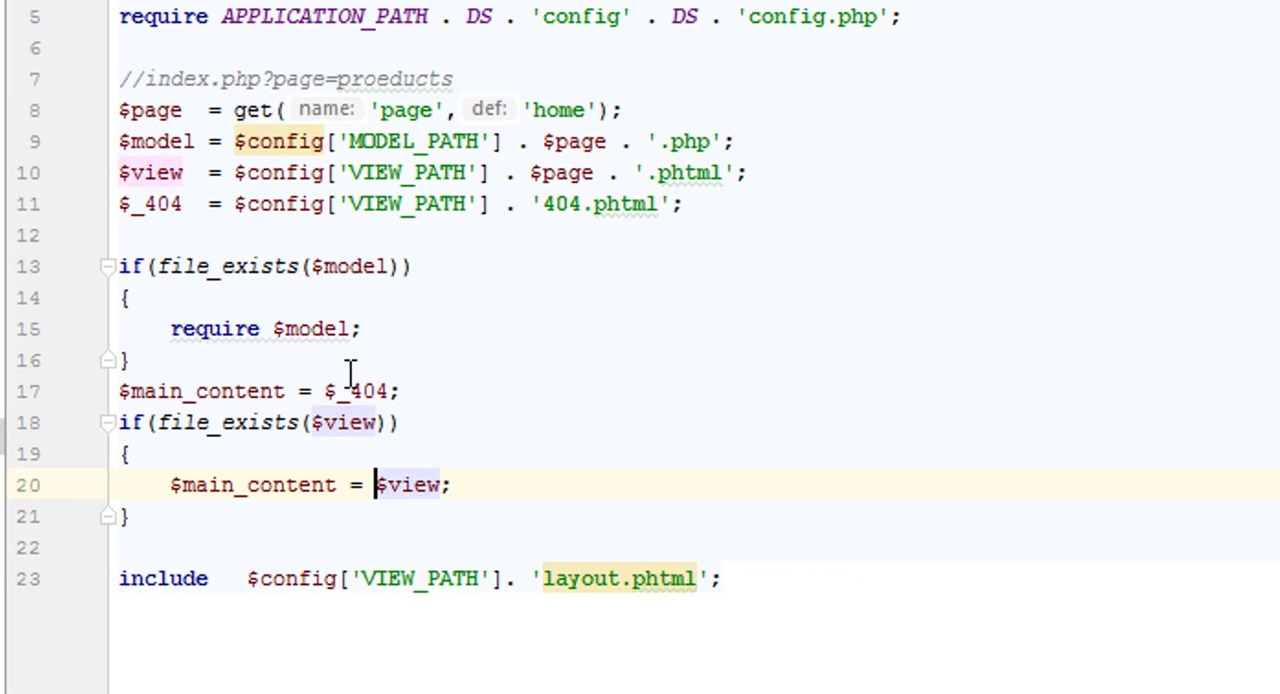 5 require APPLICATION_PATH . DS . 'config' . DS . 'config.php';
6
7 //index.php?page=proeducts
8 $page  = get( name: 'page', def: 'home');
9 $model = $config['MODEL_PATH'] . $page . '.php';
10 $view  = $config['VIEW_PATH'] . $page . '.phtml';
11 $_404  = $config['VIEW_PATH'] . '404.phtml';
12
13 if(file_exists($model))
14 {
15     require $model;
16 }
17 $main_content = $_404;
18 if(file_exists($view))
19 {
20     $main_content = $view;
21 }
22
23 include   $config['VIEW_PATH']. 'layout.phtml';